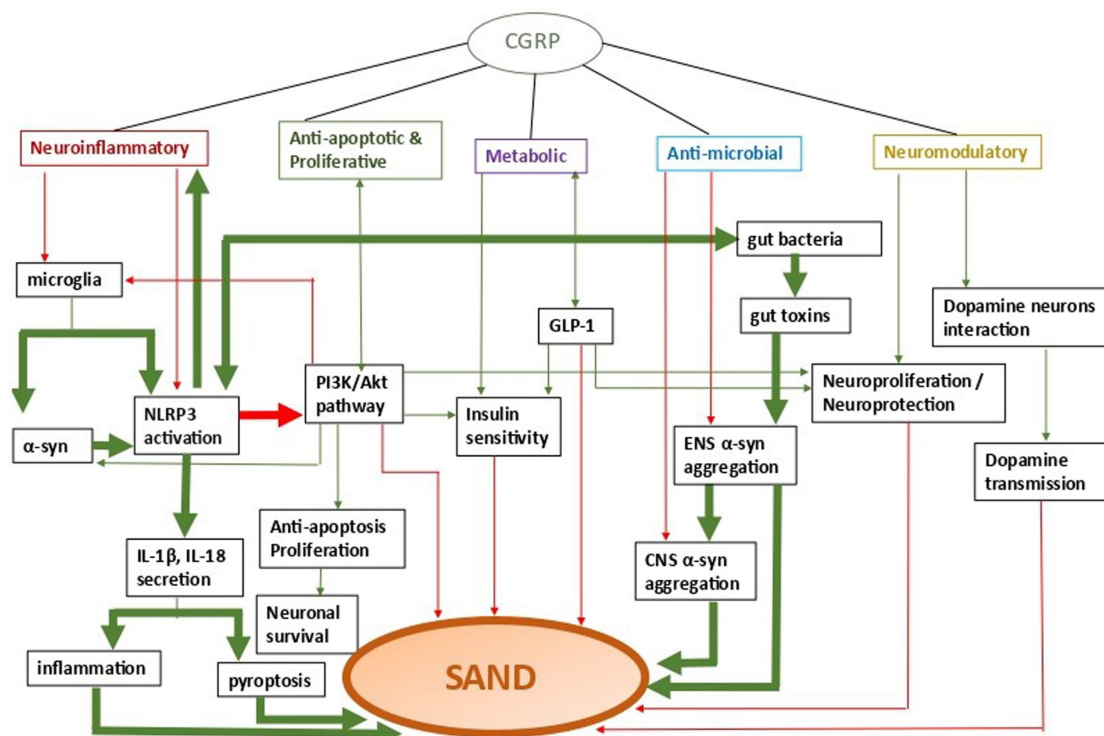 CGRP
Neuroinflammatory
Anti-apoptotic &
Proliferative
Metabolic
Anti-microbial
Neuromodulatory
gut bacteria
microglia
gut toxins
Dopamine neurons
interaction
GLP-1
PI3K/Akt
pathway
Neuroproliferation /
Neuroprotection
NLRP3
activation
Insulin
sensitivity
α-syn
ENS α-syn
aggregation
Dopamine
transmission
Anti-apoptosis
Proliferation
IL-1β, IL-18
secretion
CNS α-syn
aggregation
Neuronal
survival
inflammation
pyroptosis
SAND